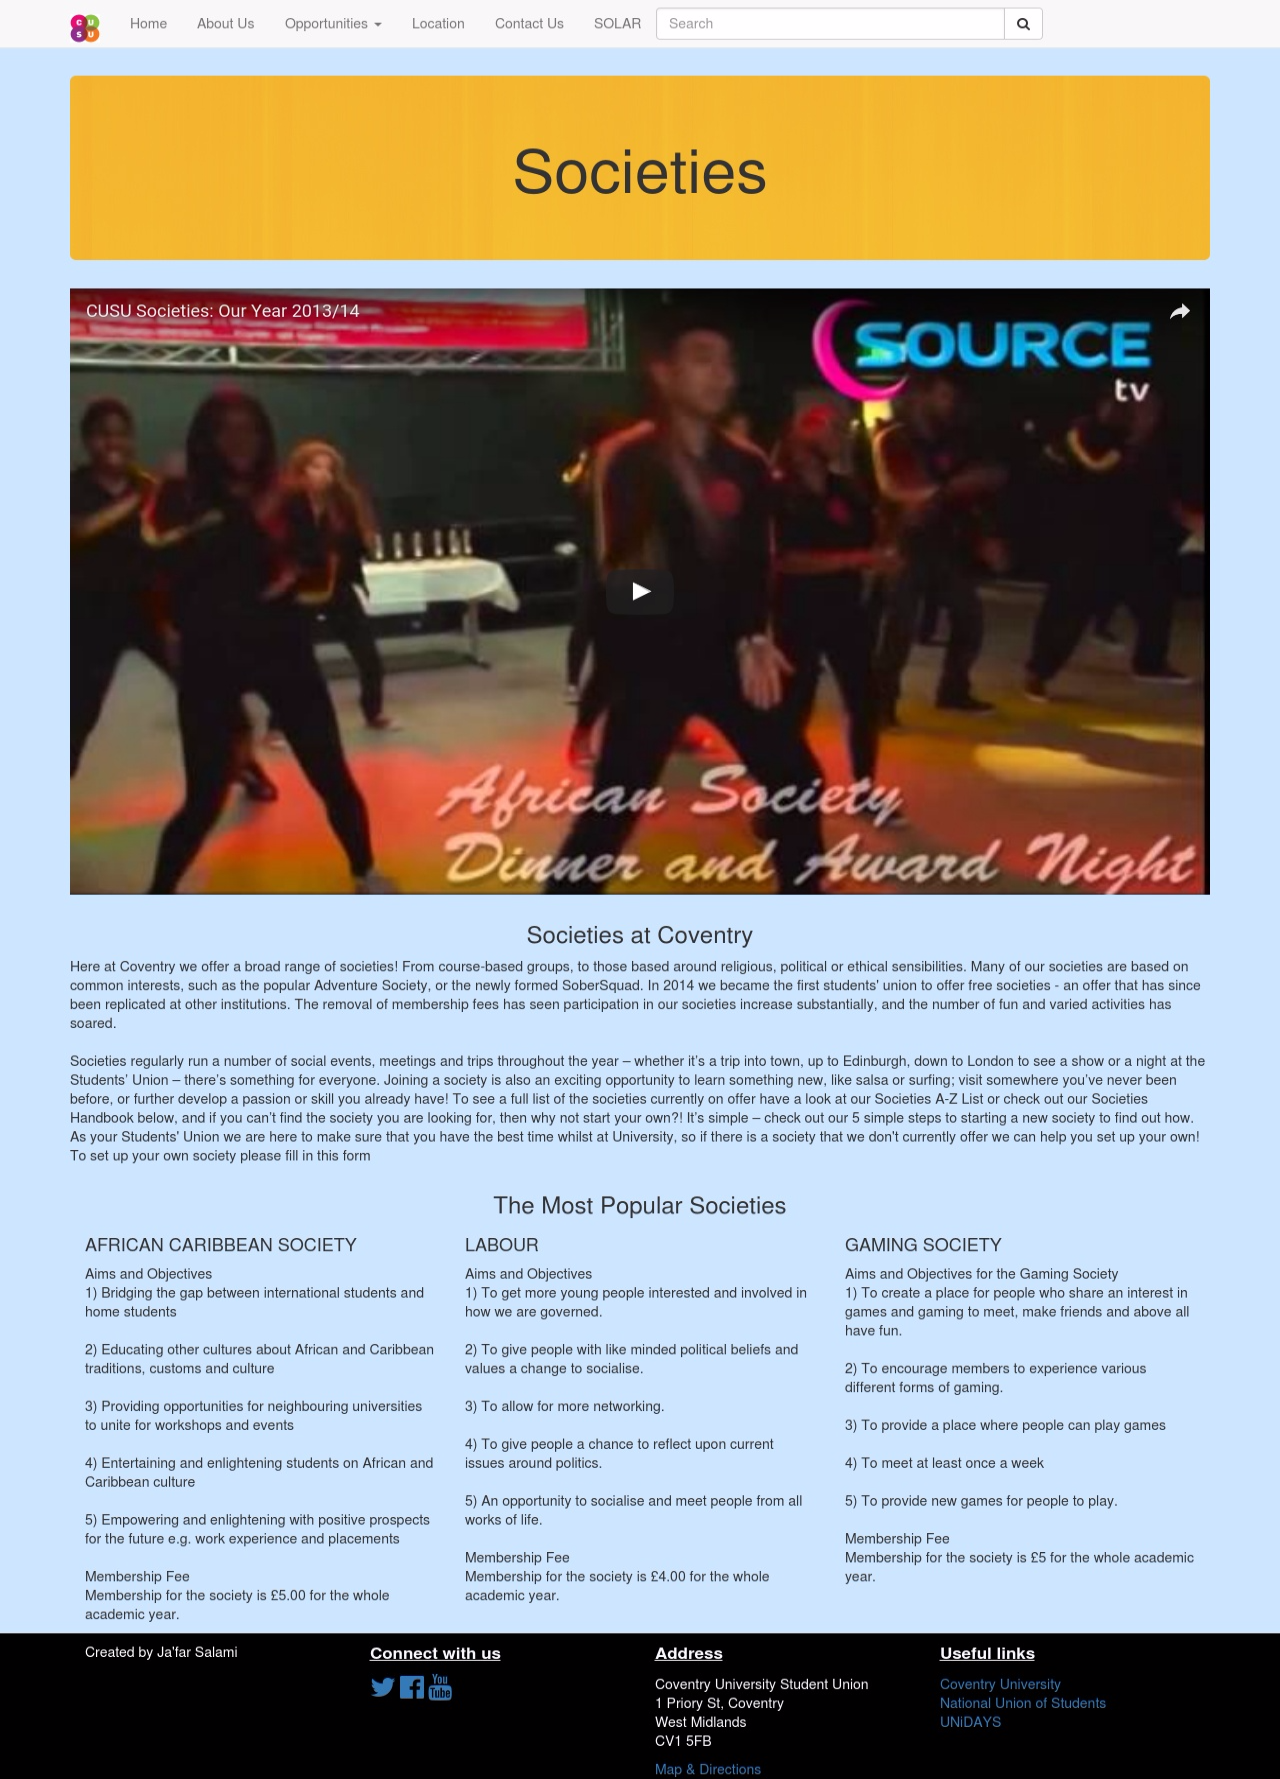 C U S U
Home About Us Opportunities Location Contact Us SOLAR Search
Societies
CUSU Societies: Our Year 2013/14
SOURCE
tv
African Society
Dinner and Award Night
Societies at Coventry
Here at Coventry we offer a broad range of societies! From course-based groups, to those based around religious, political or ethical sensibilities. Many of our societies are based on
common interests, such as the popular Adventure Society, or the newly formed SoberSquad. In 2014 we became the first students' union to offer free societies - an offer that has since
been replicated at other institutions. The removal of membership fees has seen participation in our societies increase substantially, and the number of fun and varied activities has
soared.
Societies regularly run a number of social events, meetings and trips throughout the year – whether it’s a trip into town, up to Edinburgh, down to London to see a show or a night at the
Students’ Union – there’s something for everyone. Joining a society is also an exciting opportunity to learn something new, like salsa or surfing; visit somewhere you’ve never been
before, or further develop a passion or skill you already have! To see a full list of the societies currently on offer have a look at our Societies A-Z List or check out our Societies
Handbook below, and if you can’t find the society you are looking for, then why not start your own?! It’s simple – check out our 5 simple steps to starting a new society to find out how.
As your Students' Union we are here to make sure that you have the best time whilst at University, so if there is a society that we don't currently offer we can help you set up your own!
To set up your own society please fill in this form
The Most Popular Societies
AFRICAN CARIBBEAN SOCIETY
Aims and Objectives
1) Bridging the gap between international students and
home students
2) Educating other cultures about African and Caribbean
traditions, customs and culture
3) Providing opportunities for neighbouring universities
to unite for workshops and events
4) Entertaining and enlightening students on African and
Caribbean culture
5) Empowering and enlightening with positive prospects
for the future e.g. work experience and placements
Membership Fee
Membership for the society is £5.00 for the whole
academic year.
LABOUR
Aims and Objectives
1) To get more young people interested and involved in
how we are governed.
2) To give people with like minded political beliefs and
values a change to socialise.
3) To allow for more networking.
4) To give people a chance to reflect upon current
issues around politics.
5) An opportunity to socialise and meet people from all
works of life.
Membership Fee
Membership for the society is £4.00 for the whole
academic year.
GAMING SOCIETY
Aims and Objectives for the Gaming Society
1) To create a place for people who share an interest in
games and gaming to meet, make friends and above all
have fun.
2) To encourage members to experience various
different forms of gaming.
3) To provide a place where people can play games
4) To meet at least once a week
5) To provide new games for people to play.
Membership Fee
Membership for the society is £5 for the whole academic
year.
Created by Ja'far Salami
Connect with us
You
Tube
Address
Coventry University Student Union
1 Priory St, Coventry
West Midlands
CV1 5FB
Map & Directions
Useful links
Coventry University
National Union of Students
UNiDAYS